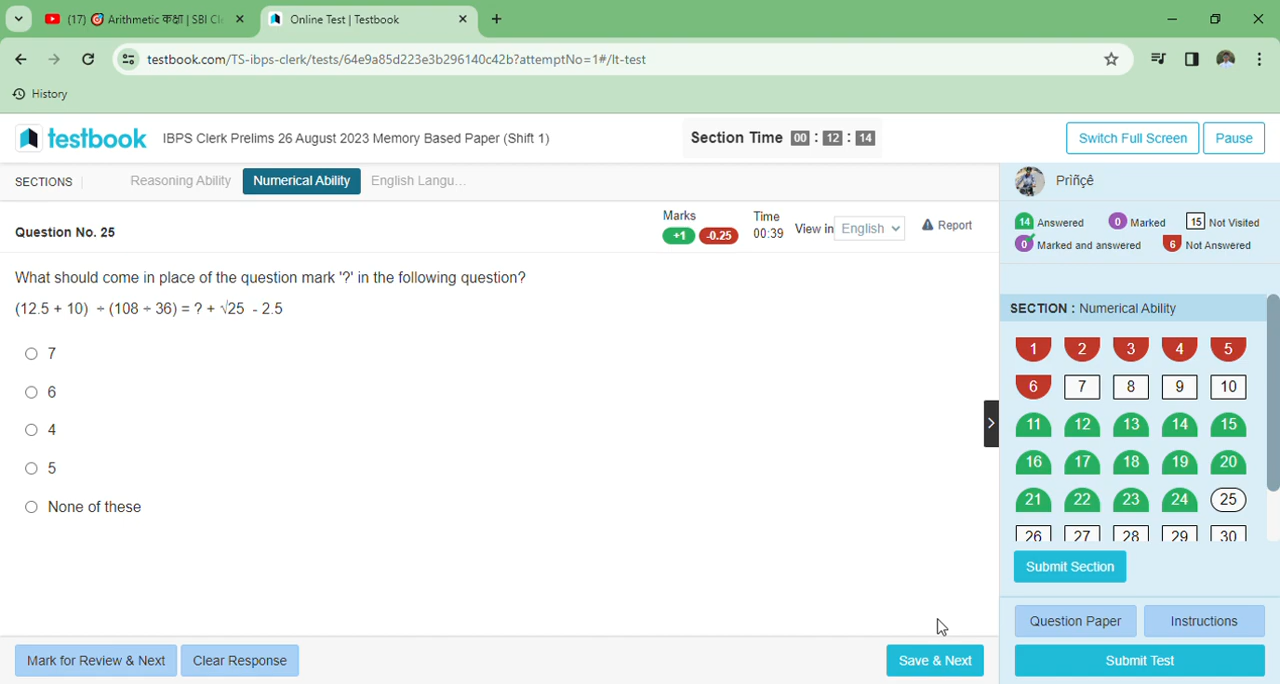 (17) 🎯 Arithmetic कक्षा | SBI Cl
Online Test | Testbook
testbook.com/TS-ibps-clerk/tests/64e9a85d223e3b296140c42b?attemptNo=1#/lt-test
History
testbook
IBPS Clerk Prelims 26 August 2023 Memory Based Paper (Shift 1)
Section Time 00 : 12 : 14
Switch Full Screen
Pause
SECTIONS
Reasoning Ability
Numerical Ability
English Langu...
Prìñçê
Question No. 25
Marks
+1 -0.25
Time
00:39
View in English
Report
14 Answered
0 Marked
15 Not Visited
0 Marked and answered
6 Not Answered
What should come in place of the question mark '?' in the following question?
(12.5 + 10) ÷ (108 ÷ 36) = ? + √25 - 2.5
7
6
4
5
None of these
SECTION : Numerical Ability
1 2 3 4 5
6 7 8 9 10
11 12 13 14 15
16 17 18 19 20
21 22 23 24 25
26 27 28 29 30
Submit Section
Question Paper
Instructions
Mark for Review & Next
Clear Response
Save & Next
Submit Test